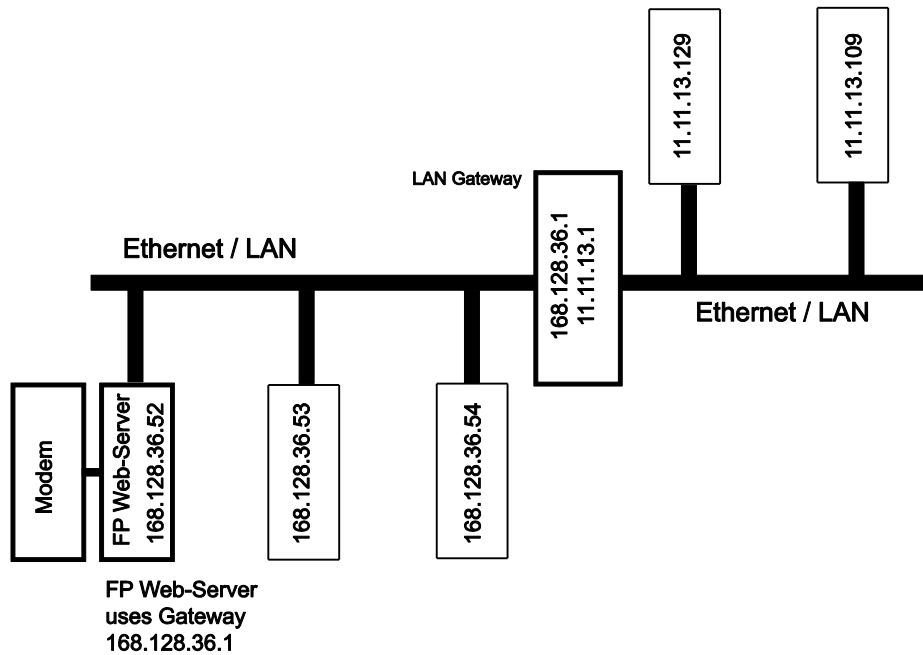 11.11.13.129
11.11.13.109
LAN Gateway
168.128.36.1
11.11.13.1
Ethernet / LAN
Ethernet / LAN
Modem
FP Web-Server
168.128.36.52
168.128.36.53
168.128.36.54
FP Web-Server
uses Gateway
168.128.36.1